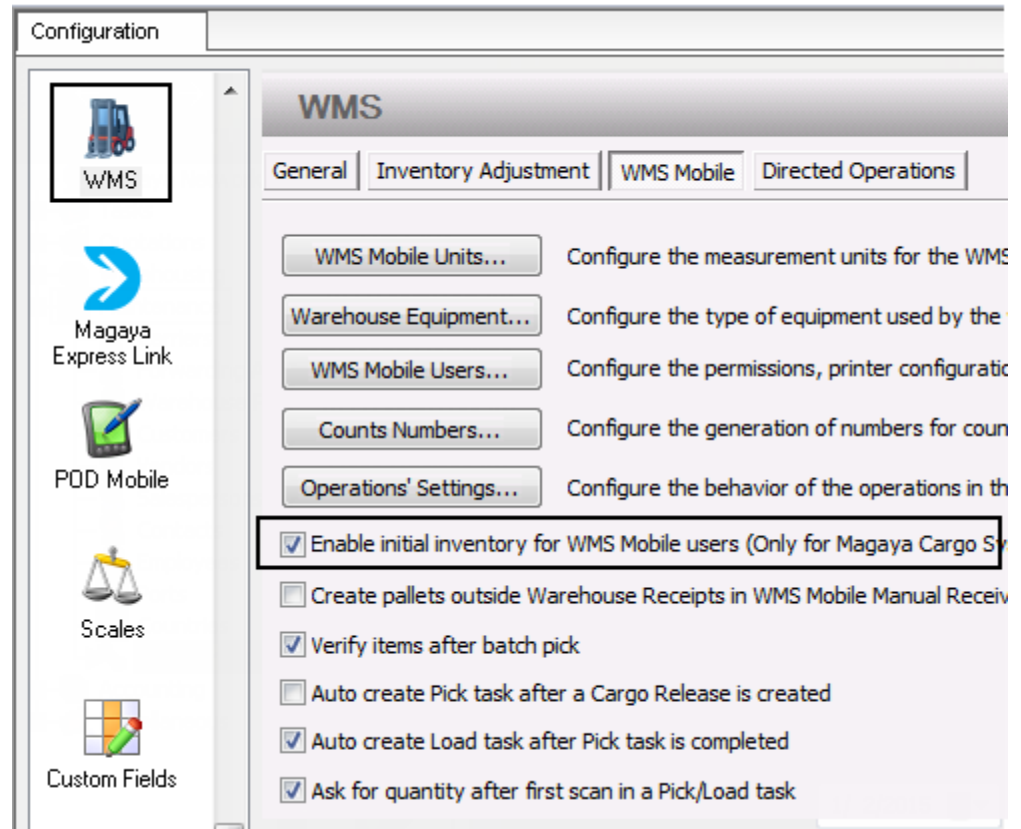 Configuration
WMS
Magaya
Express Link
POD Mobile
Scales
Custom Fields
WMS
General Inventory Adjustment WMS Mobile Directed Operations
WMS Mobile Units... Configure the measurement units for the WMS
Warehouse Equipment... Configure the type of equipment used by the
WMS Mobile Users... Configure the permissions, printer
Counts Numbers... Configure the generation of numbers for
Operations' Settings... Configure the behavior of the operations in
Enable initial inventory for WMS Mobile users (Only for Magaya Cargo
Create pallets outside Warehouse Receipts in WMS Mobile Manual
Verify items after batch pick
Auto create Pick task after a Cargo Release is created
Auto create Load task after Pick task is completed
Ask for quantity after first scan in a Pick/Load task